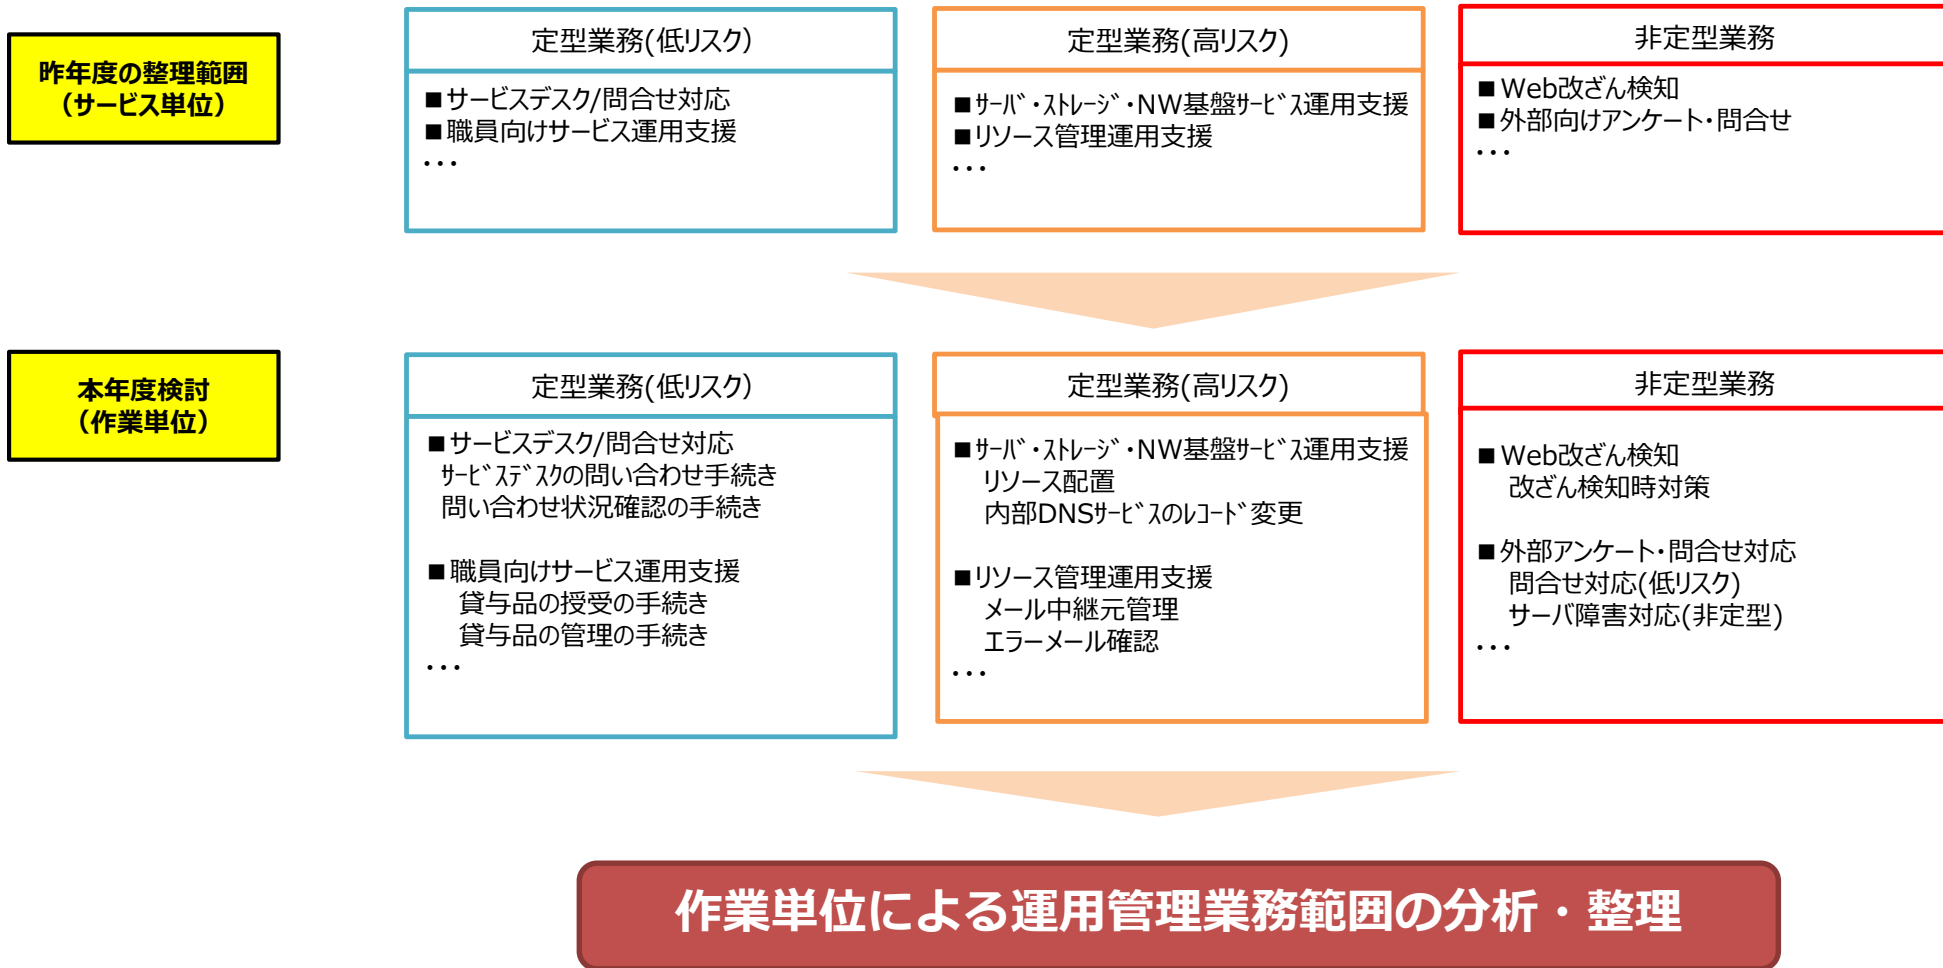 昨年度の整理範囲
（サービス単位）
定型業務(低リスク）
■サービスデスク/問合せ対応
■職員向けサービス運用支援
・・・
定型業務(高リスク)
■ｻｰﾊﾞ・ｽﾄﾚｰｼﾞ・NW基盤ｻｰﾋﾞｽ運用支援
■リソース管理運用支援
・・・
非定型業務
■Web改ざん検知
■外部向けアンケート・問合せ
・・・
本年度検討
（作業単位）
定型業務(低リスク）
■サービスデスク/問合せ対応
ｻｰﾋﾞｽﾃﾞｽｸの問い合わせ手続き
問い合わせ状況確認の手続き
■職員向けサービス運用支援
貸与品の授受の手続き
貸与品の管理の手続き
・・・
定型業務(高リスク)
■ｻｰﾊﾞ・ｽﾄﾚｰｼﾞ・NW基盤ｻｰﾋﾞｽ運用支援
リソース配置
内部DNSｻｰﾋﾞｽのﾚｺｰﾄﾞ変更
■リソース管理運用支援
メール中継元管理
エラーメール確認
・・・
非定型業務
■Web改ざん検知
改ざん検知時対策
■外部アンケート・問合せ対応
問合せ対応(低リスク)
サーバ障害対応(非定型)
・・・
作業単位による運用管理業務範囲の分析・整理